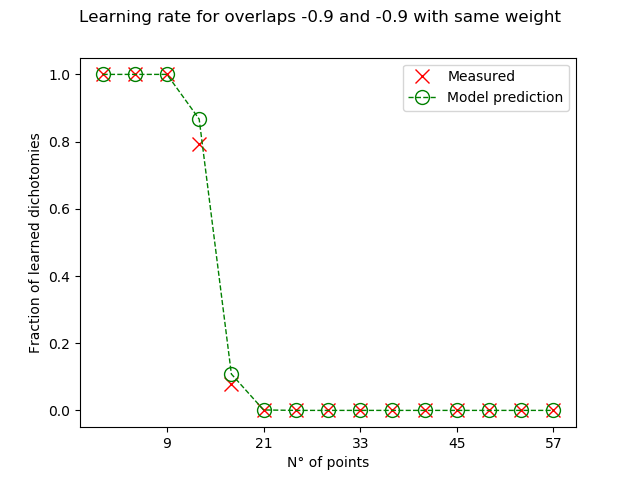 Learning rate for overlaps -0.9 and -0.9 with same weight
Measured
Model prediction
Fraction of learned dichotomies
1.0
0.8
0.6
0.4
0.2
0.0
9
21
33
45
57
N° of points